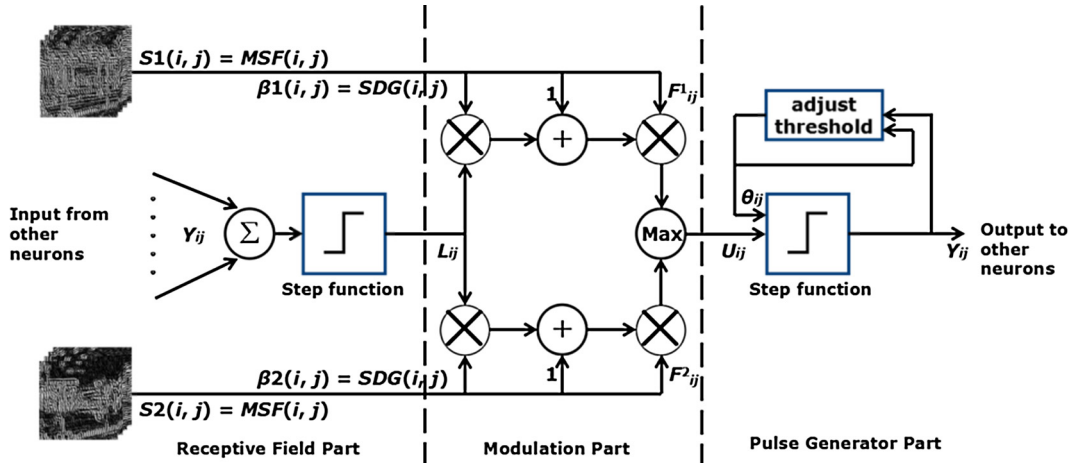 S1(i, j) = MSF(i, j)
β1(i, j) = SDG(i, j)
1
F¹ij
adjust
threshold
Input from
other
neurons
Yij
Σ
Step function
Lij
+
Max
Uij
θij
Step function
Yij
Output to
other
neurons
+
β2(i, j) = SDG(i, j)
1
F²ij
S2(i, j) = MSF(i, j)
Receptive Field Part
Modulation Part
Pulse Generator Part